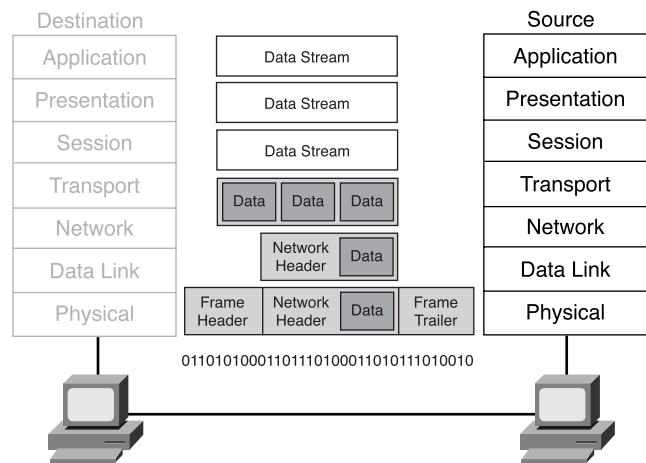 Destination
Application
Presentation
Session
Transport
Network
Data Link
Physical
Data Stream
Data Stream
Data Stream
Data Data Data
Network
Header
Data
Frame
Header
Network
Header
Data
Frame
Trailer
0110101000110111010001101011101001​0
Source
Application
Presentation
Session
Transport
Network
Data Link
Physical